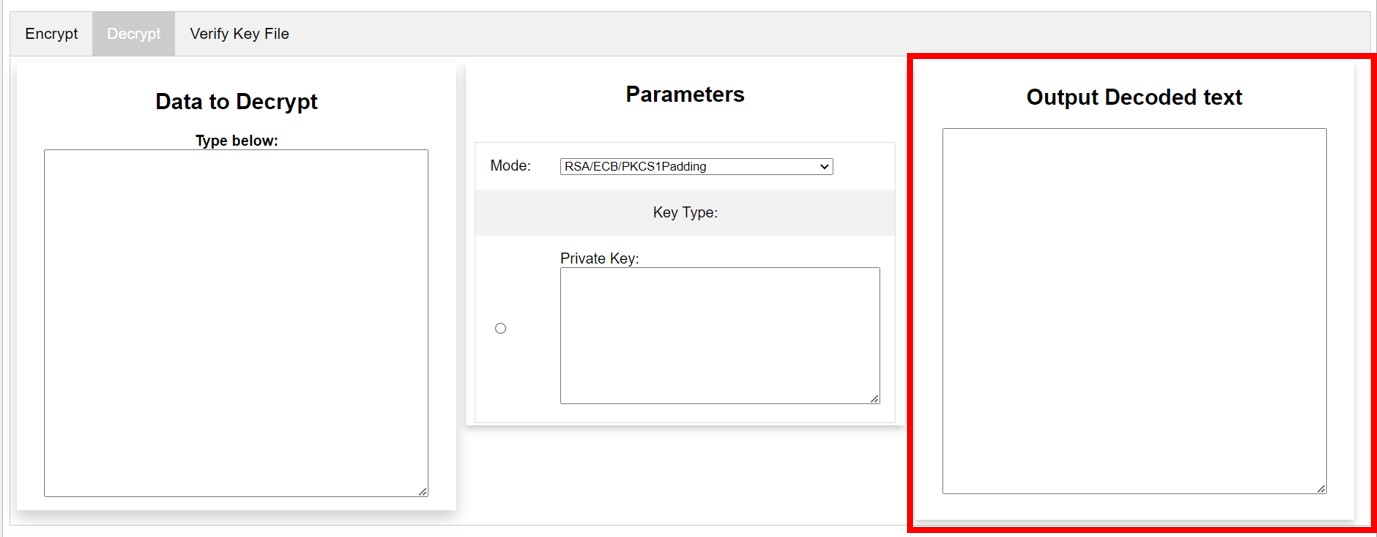 Encrypt Decrypt Verify Key File
Data to Decrypt
Type below:
Parameters
Mode: RSA/ECB/PKCS1Padding
Key Type:
Private Key:
Output Decoded text